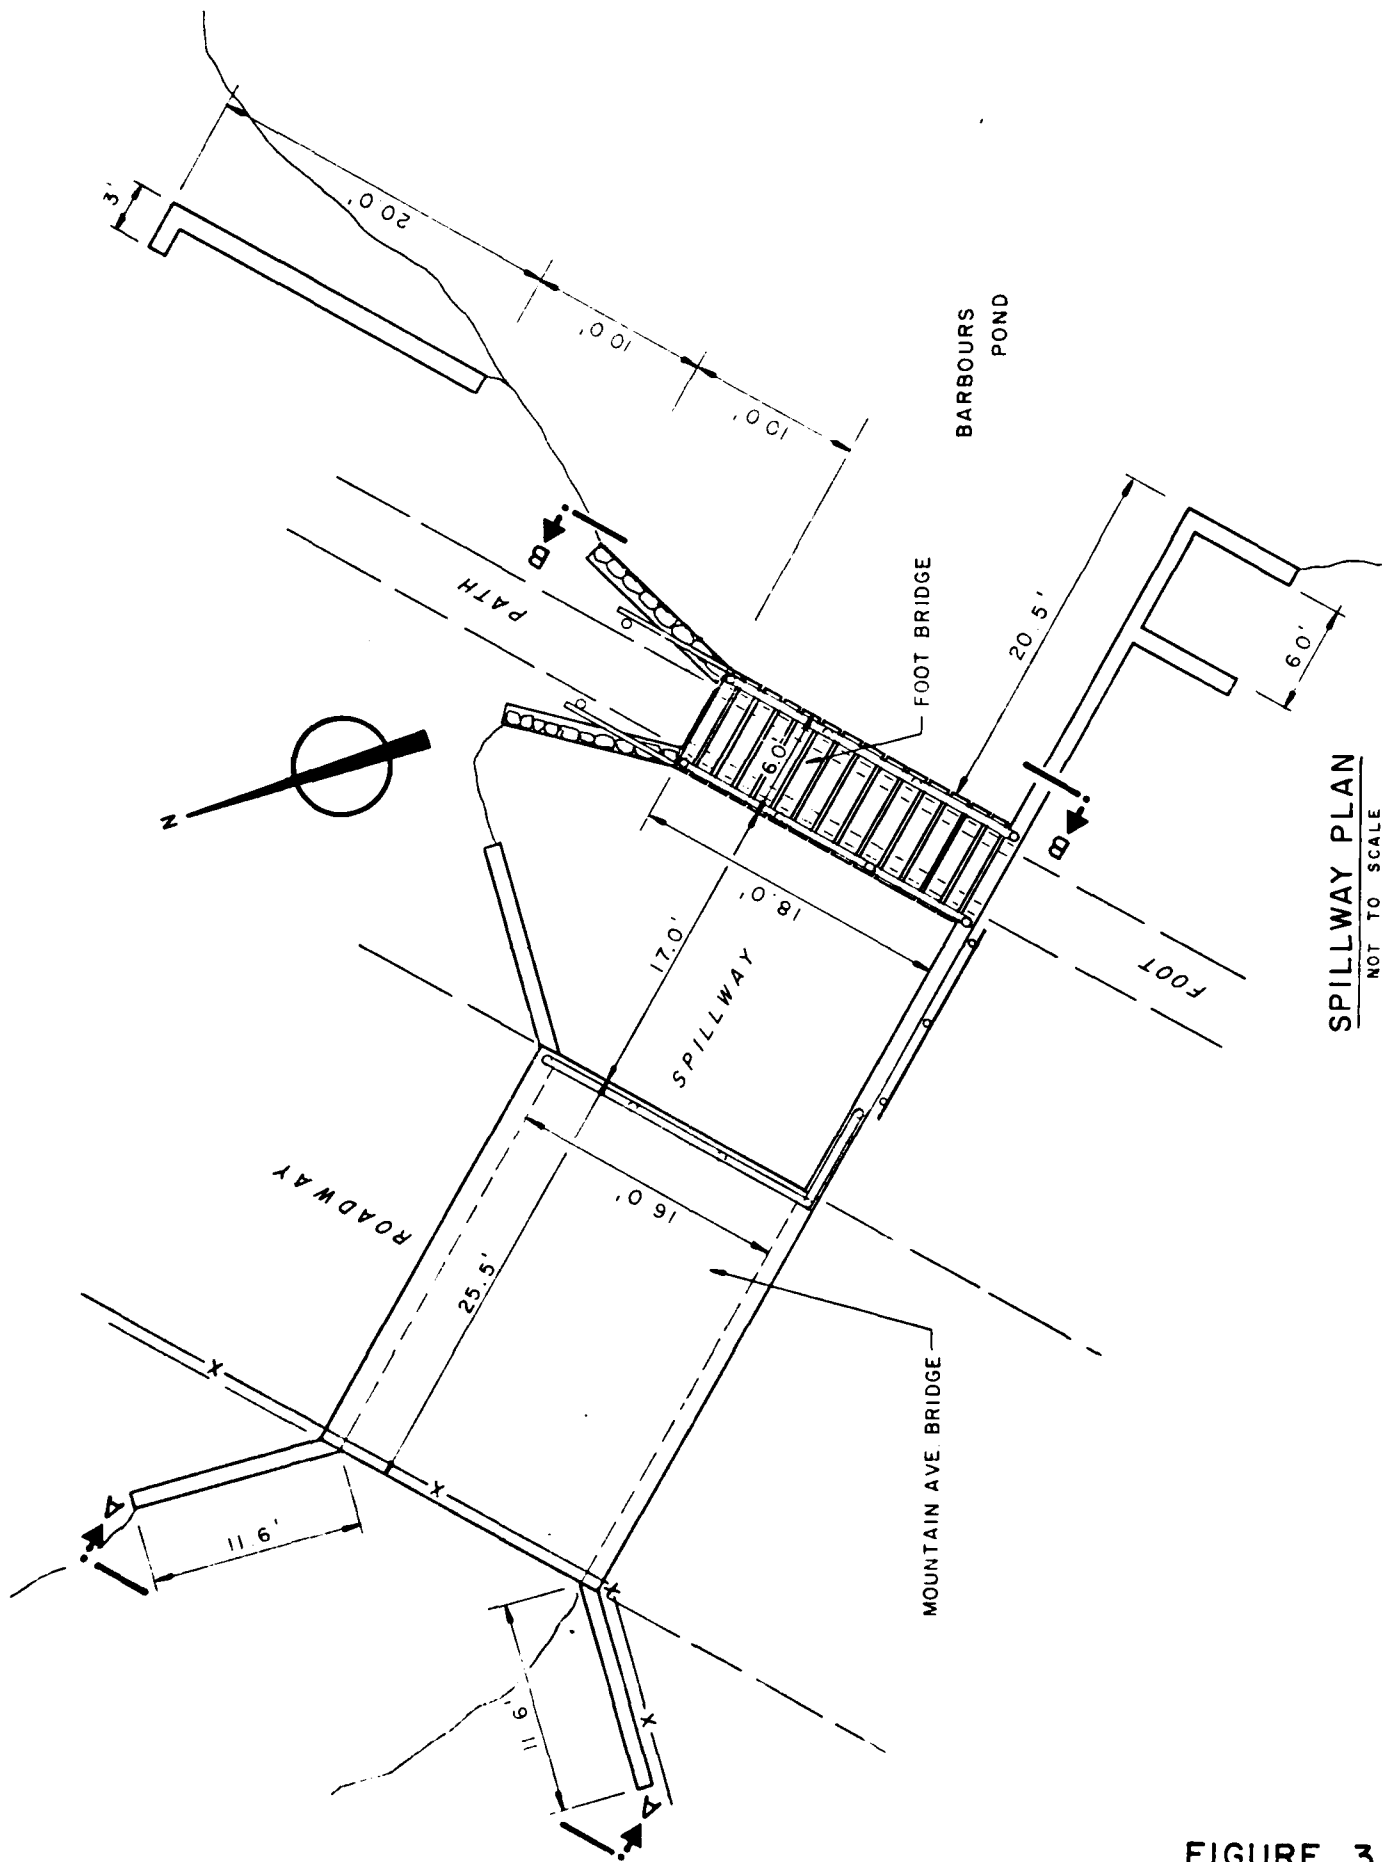 3'
20.0'
10.0'
10.0'
BARBOURS
POND
B
PATH
FOOT BRIDGE
20.5'
6.0'
6.0'
N
18.0'
17.0'
SPILLWAY
B
FOOT
ROADWAY
16.0'
25.5'
X
X
X
X
MOUNTAIN AVE. BRIDGE
A
11.6'
11.6'
A
SPILLWAY PLAN
NOT TO SCALE
FIGURE 3